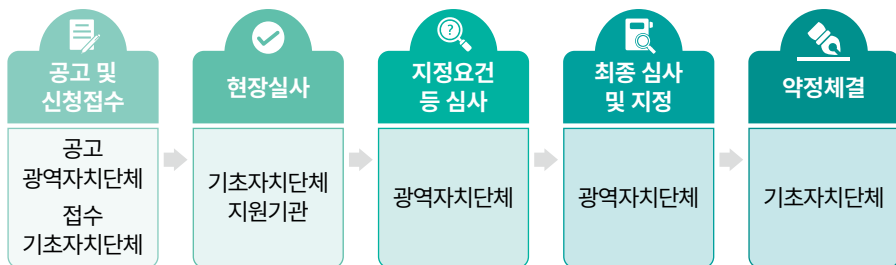 공고 및
신청접수
공고
광역자치단체
접수
기초자치단체
현장실사
기초자치단체
지원기관
지정요건
등 심사
광역자치단체
최종 심사
및 지정
광역자치단체
약정체결
기초자치단체